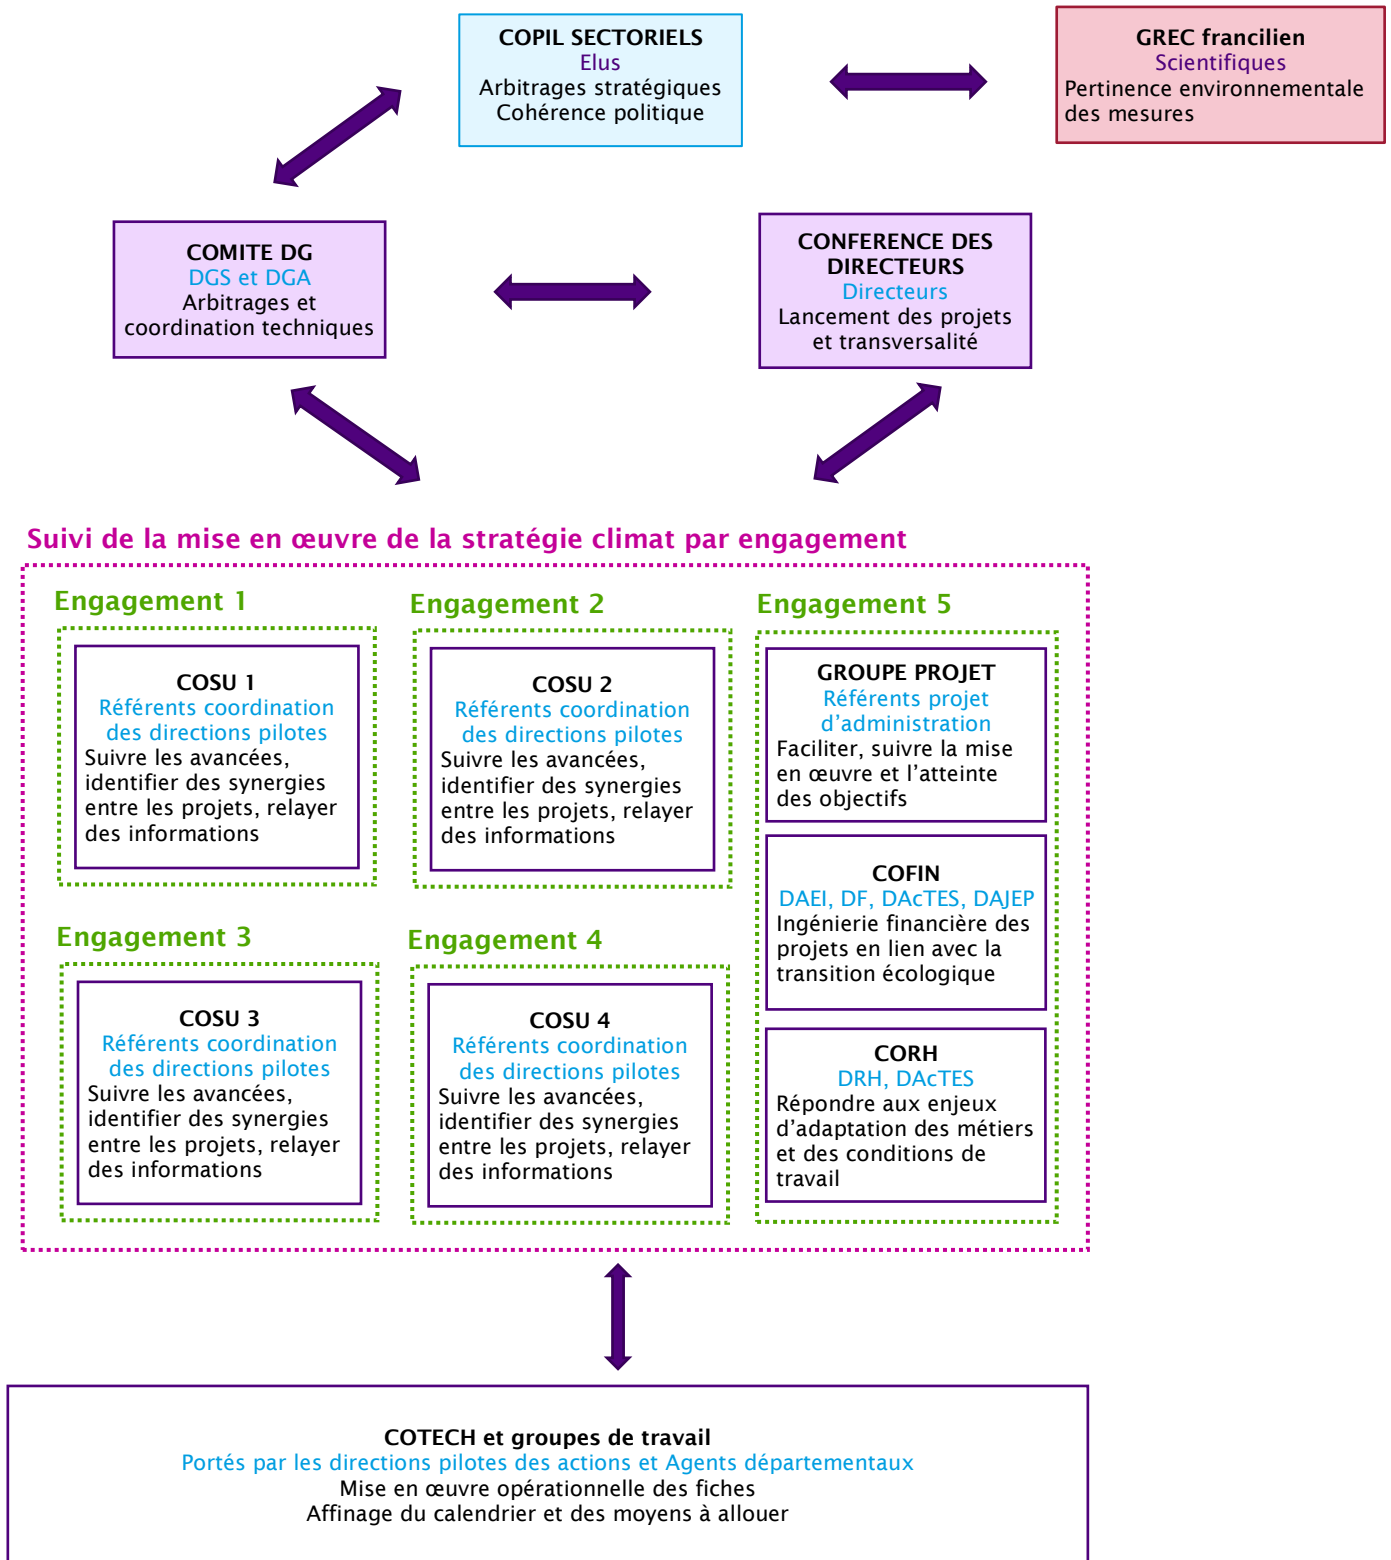 COPIL SECTORIELS
Elus
Arbitrages stratégiques
Cohérence politique
GREC francilien
Scientifiques
Pertinence environnementale
des mesures
COMITE DG
DGS et DGA
Arbitrages et
coordination techniques
CONFERENCE DES
DIRECTEURS
Directeurs
Lancement des projets
et transversalité
Suivi de la mise en œuvre de la stratégie climat par engagement
Engagement 1
COSU 1
Référents coordination
des directions pilotes
Suivre les avancées,
identifier des synergies
entre les projets, relayer
des informations
Engagement 2
COSU 2
Référents coordination
des directions pilotes
Suivre les avancées,
identifier des synergies
entre les projets, relayer
des informations
Engagement 3
COSU 3
Référents coordination
des directions pilotes
Suivre les avancées,
identifier des synergies
entre les projets, relayer
des informations
Engagement 4
COSU 4
Référents coordination
des directions pilotes
Suivre les avancées,
identifier des synergies
entre les projets, relayer
des informations
Engagement 5
GROUPE PROJET
Référents projet
d’administration
Faciliter, suivre la mise
en œuvre et l’atteinte
des objectifs
COFIN
DAEI, DF, DAcTES, DAJEP
Ingénierie financière des
projets en lien avec la
transition écologique
CORH
DRH, DAcTES
Répondre aux enjeux
d’adaptation des métiers
et des conditions de
travail
COTECH et groupes de travail
Portés par les directions pilotes des actions et Agents départementaux
Mise en œuvre opérationnelle des fiches
Affinage du calendrier et des moyens à allouer